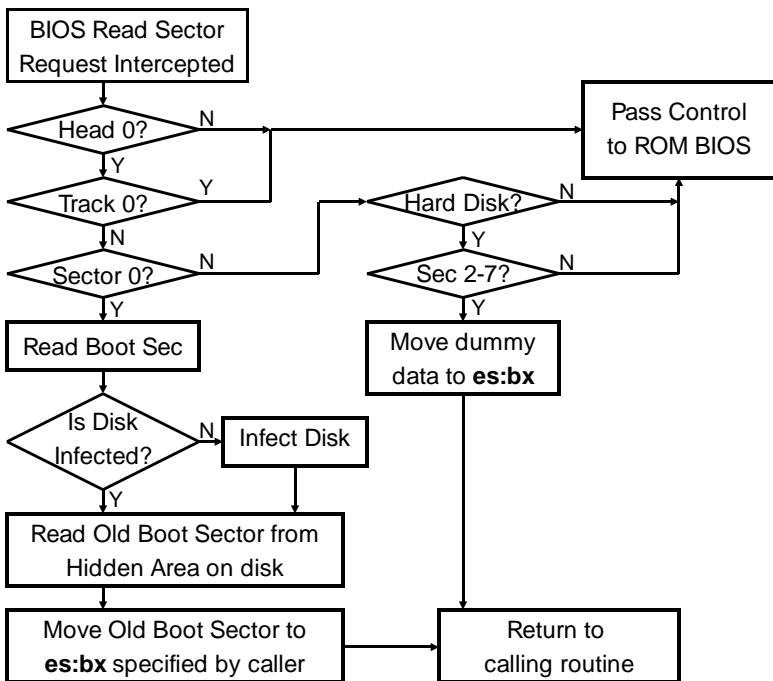 BIOS Read Sector
Request Intercepted
Head 0?
N
Pass Control
to ROM BIOS
Y
Track 0?
Y
Hard Disk?
N
N
Y
Sector 0?
N
Sec 2-7?
N
Y
Y
Read Boot Sec
Move dummy
data to es:bx
Is Disk
Infected?
N
Infect Disk
Y
Read Old Boot Sector from
Hidden Area on disk
Move Old Boot Sector to
es:bx specified by caller
Return to
calling routine